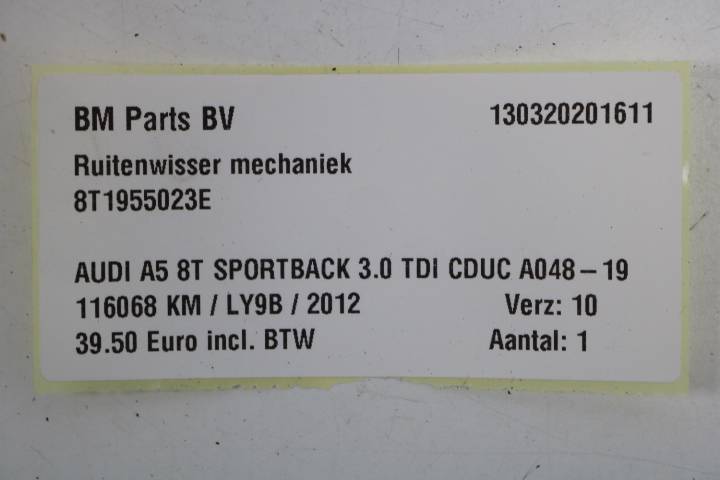 BM Parts BV 130320201611
Ruitenwisser mechaniek
8T1955023E
AUDI A5 8T SPORTBACK 3.0 TDI CDUC A048-19
116068 KM / LY9B / 2012 Verz: 10
39.50 Euro incl. BTW Aantal: 1